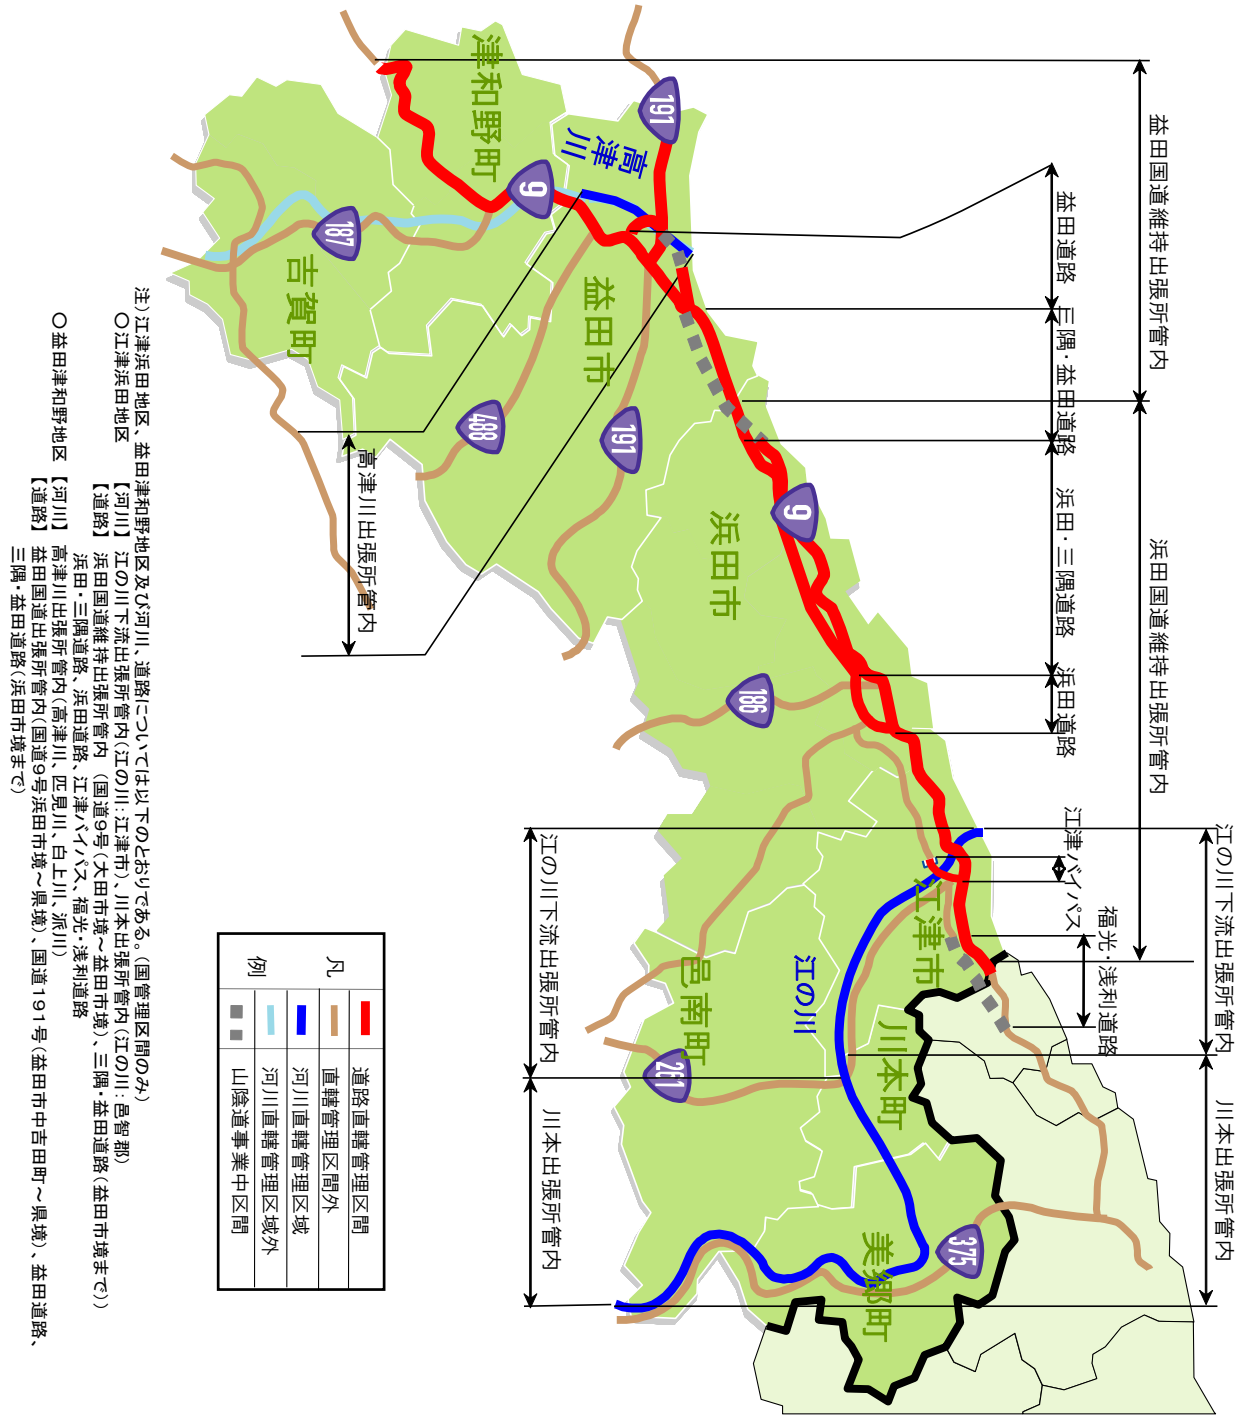 益田国道維持出張所管内
浜田国道維持出張所管内
江の川下流出張所管内
川本出張所管内
益田道路
三隅・益田道路
浜田・三隅道路
浜田道路
江津バイパス
福光・浅利道路
191
高津川
津和野町
9
187
吉賀町
益田市
488
191
高津川出張所管内
浜田市
9
186
江津市
江の川
川本町
邑南町
261
美郷町
375
江の川下流出張所管内
川本出張所管内
凡例
道路直轄管理区間
直轄管理区間外
河川直轄管理区域
河川直轄管理区域外
山陰道事業中区間
注）江津浜田地区、益田津和野地区及び河川、道路については以下のとおりである。（国管理区間のみ）
○江津浜田地区 【河川】 江の川下流出張所管内（江の川：江津市）、川本出張所管内（江の川：邑智郡）
【道路】 浜田国道維持出張所管内 （国道9号（大田市境～益田市境）、三隅・益田道路（益田市境まで））
浜田・三隅道路、浜田道路、江津バイパス、福光・浅利道路
○益田津和野地区 【河川】 高津川出張所管内（高津川、匹見川、白上川、派川）
【道路】 益田国道出張所管内（国道9号浜田市境～県境）、国道191号（益田市中吉田町～県境）、益田道路、
三隅・益田道路（浜田市境まで）